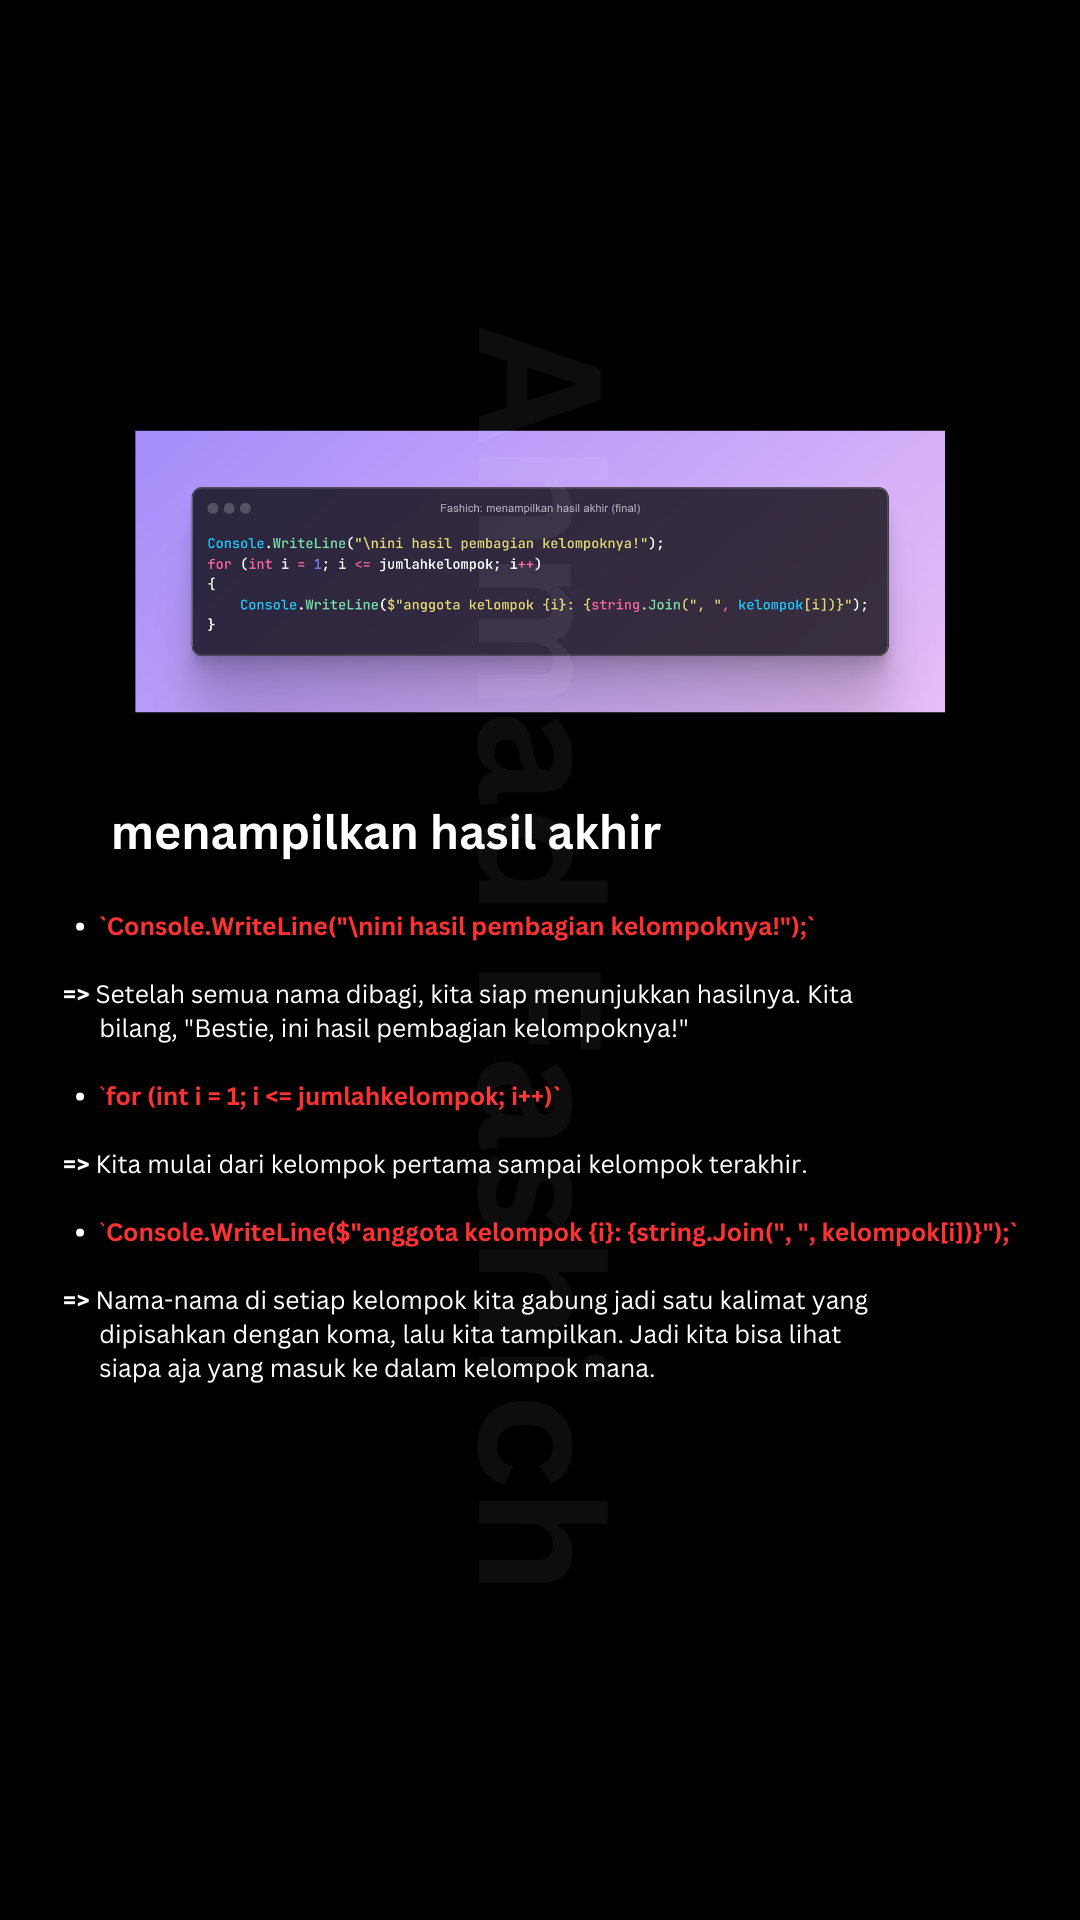 Fashich: menampilkan hasil akhir (final)
Console.WriteLine("\nini hasil pembagian kelompoknya!");
for (int i = 1; i <= jumlahkelompok; i++)
{
    Console.WriteLine($"anggota kelompok {i}: {string.Join(", ", kelompok[i])}");
}
menampilkan hasil akhir
• `Console.WriteLine("\nini hasil pembagian kelompoknya!");`
=> Setelah semua nama dibagi, kita siap menunjukkan hasilnya. Kita
bilang, "Bestie, ini hasil pembagian kelompoknya!"
• `for (int i = 1; i <= jumlahkelompok; i++)`
=> Kita mulai dari kelompok pertama sampai kelompok terakhir.
• `Console.WriteLine($"anggota kelompok {i}: {string.Join(", ", kelompok[i])}");`
=> Nama-nama di setiap kelompok kita gabung jadi satu kalimat yang
dipisahkan dengan koma, lalu kita tampilkan. Jadi kita bisa lihat
siapa aja yang masuk ke dalam kelompok mana.